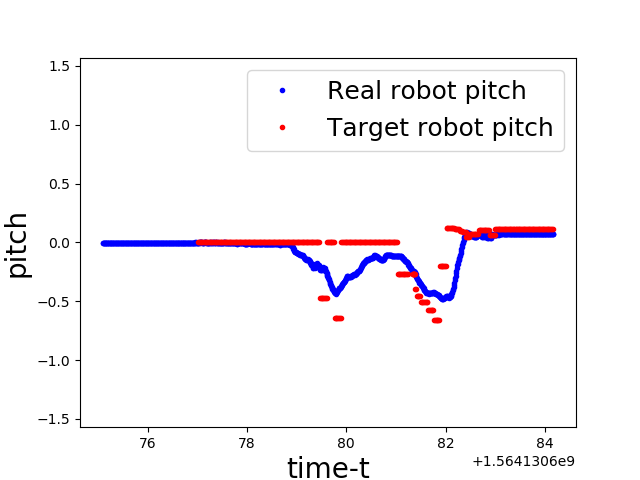 1.5
1.0
0.5
0.0
−0.5
−1.0
−1.5
pitch
Real robot pitch
Target robot pitch
76 78 80 82 84
+1.5641306e9
time-t